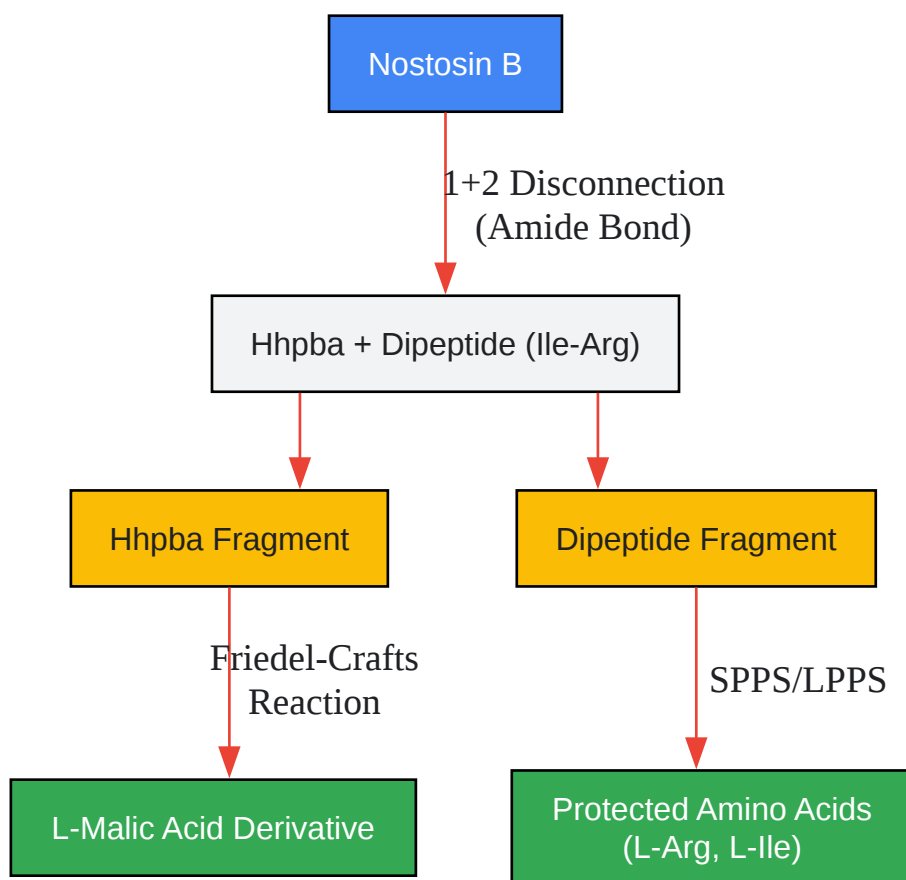 Nostosin B
1+2 Disconnection
(Amide Bond)
Hhpba + Dipeptide (Ile-Arg)
Hhpba Fragment
Dipeptide Fragment
Friedel-Crafts
Reaction
SPPS/LPPS
L-Malic Acid Derivative
Protected Amino Acids
(L-Arg, L-Ile)